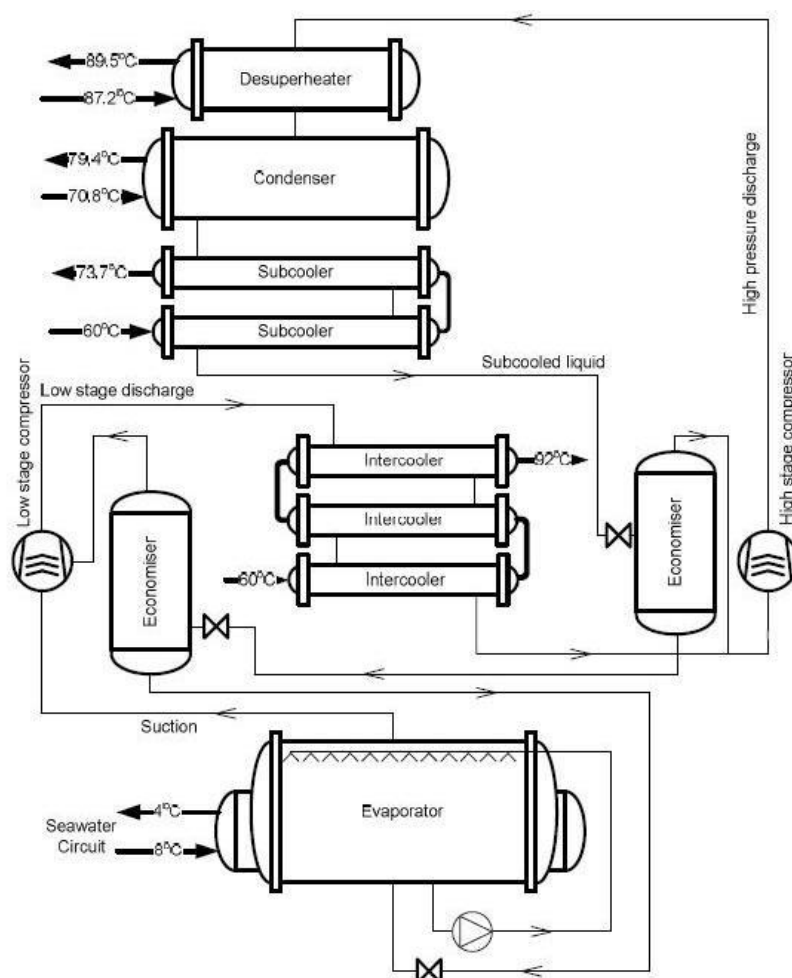 89.5°C
Desuperheater
87.2°C
79.4°C
Condenser
70.8°C
73.7°C
Subcooler
60°C
Subcooler
High pressure discharge
Subcooled liquid
Low stage discharge
Low stage compressor
High stage compressor
Intercooler
92°C
Intercooler
60°C
Intercooler
Economiser
Economiser
Suction
4°C
Evaporator
Seawater
Circuit
8°C